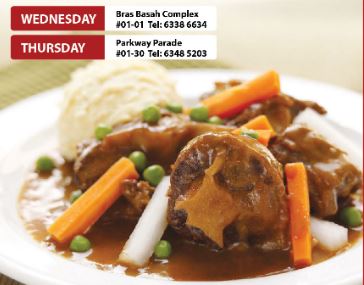 WEDNESDAY
Bras Basah Complex
#01-01 Tel: 6338 6634
THURSDAY
Parkway Parade
#01-30 Tel: 6348 5203